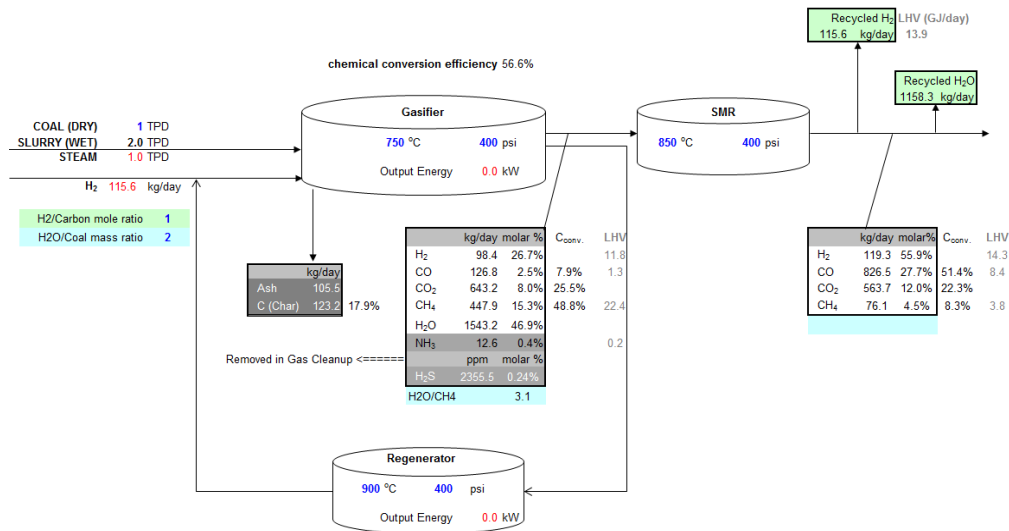 Recycled H₂ LHV (GJ/day)
115.6 kg/day 13.9
chemical conversion efficiency 56.6%
Recycled H₂O
1158.3 kg/day
Gasifier
SMR
COAL (DRY) 1 TPD
SLURRY (WET) 2.0 TPD
STEAM 1.0 TPD
750 °C 400 psi
850 °C 400 psi
Output Energy 0.0 kW
H₂ 115.6 kg/day
H2/Carbon mole ratio 1
H2O/Coal mass ratio 2
kg/day molar % Cconv. LHV
H₂ 98.4 26.7% 11.8
CO 126.8 2.5% 7.9% 1.3
CO₂ 643.2 8.0% 25.5%
CH₄ 447.9 15.3% 48.8% 22.4
H₂O 1543.2 46.9%
NH₃ 12.6 0.4% 0.2
kg/day molar% Cconv. LHV
H₂ 119.3 55.9% 14.3
CO 826.5 27.7% 51.4% 8.4
CO₂ 563.7 12.0% 22.3%
CH₄ 76.1 4.5% 8.3% 3.8
kg/day
Ash 105.5
C (Char) 123.2 17.9%
Removed in Gas Cleanup <====== ppm molar %
H₂S 2355.5 0.24%
H2O/CH4 3.1
Regenerator
900 °C 400 psi
Output Energy 0.0 kW